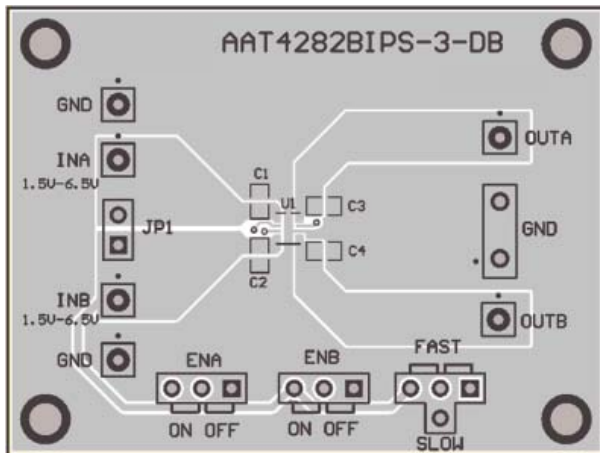 AAT4282BIPS-3-DB
GND
INA
1.5V-6.5V
OUTA
C1
U1
C3
JP1
GND
C4
C2
INB
1.5V-6.5V
OUTB
GND
ENA
ENB
FAST
ON OFF
ON OFF
SLOW